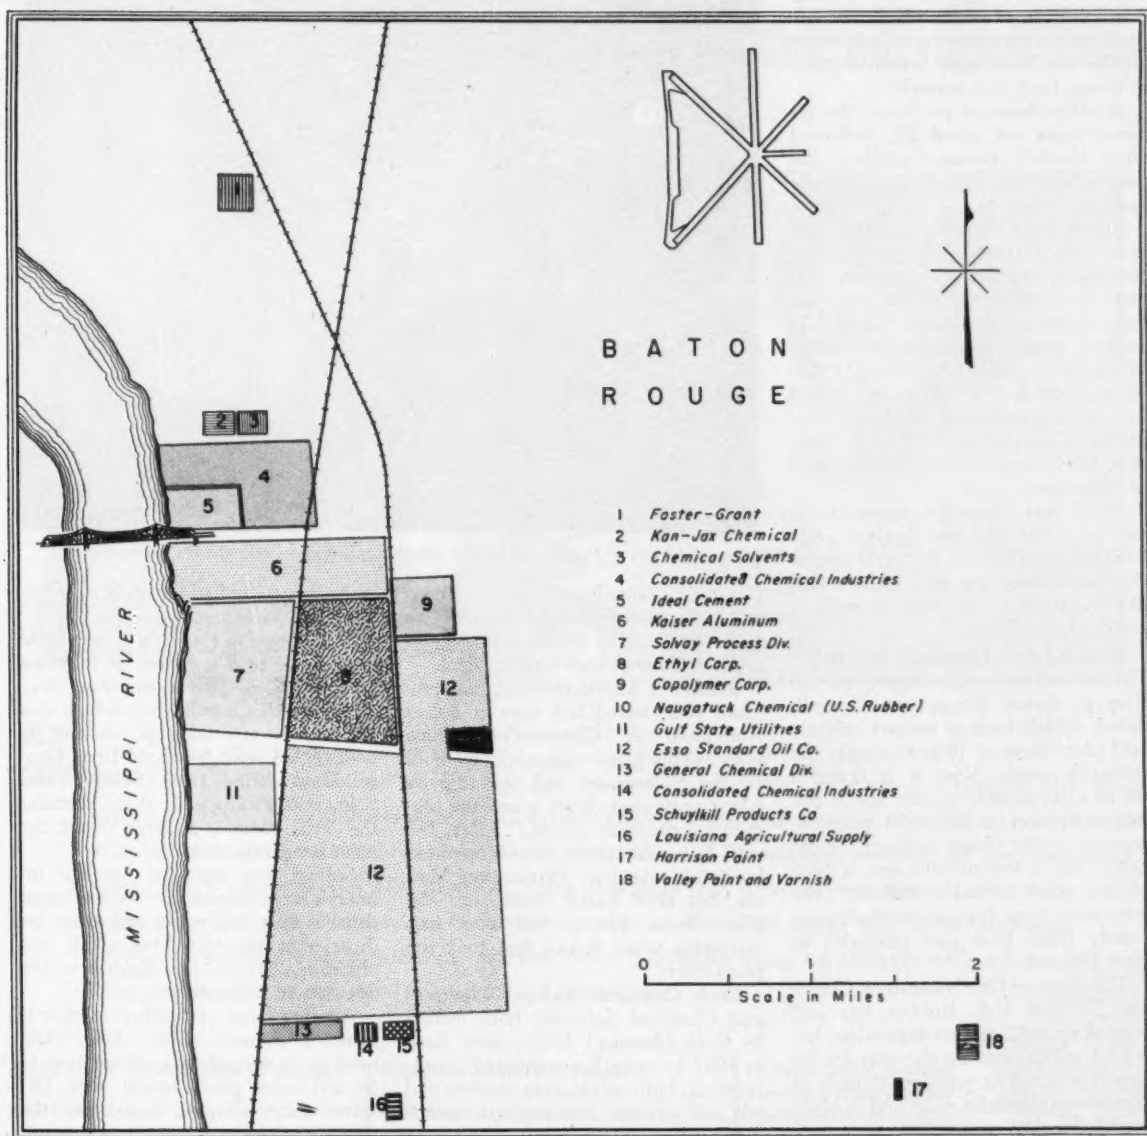 1
BATON
ROUGE
2 3
4
5
6
9
7 8 12
11
12
MISSISSIPPI RIVER
1 Foster-Grant
2 Kan-Jax Chemical
3 Chemical Solvents
4 Consolidated Chemical Industries
5 Ideal Cement
6 Kaiser Aluminum
7 Solvay Process Div.
8 Ethyl Corp.
9 Copolymer Corp.
10 Naugatuck Chemical (U.S. Rubber)
11 Gulf State Utilities
12 Esso Standard Oil Co.
13 General Chemical Div.
14 Consolidated Chemical Industries
15 Schuylkill Products Co
16 Louisiana Agricultural Supply
17 Harrison Paint
18 Valley Paint and Varnish
0 1 2
Scale in Miles
13 14 15
18
17
16